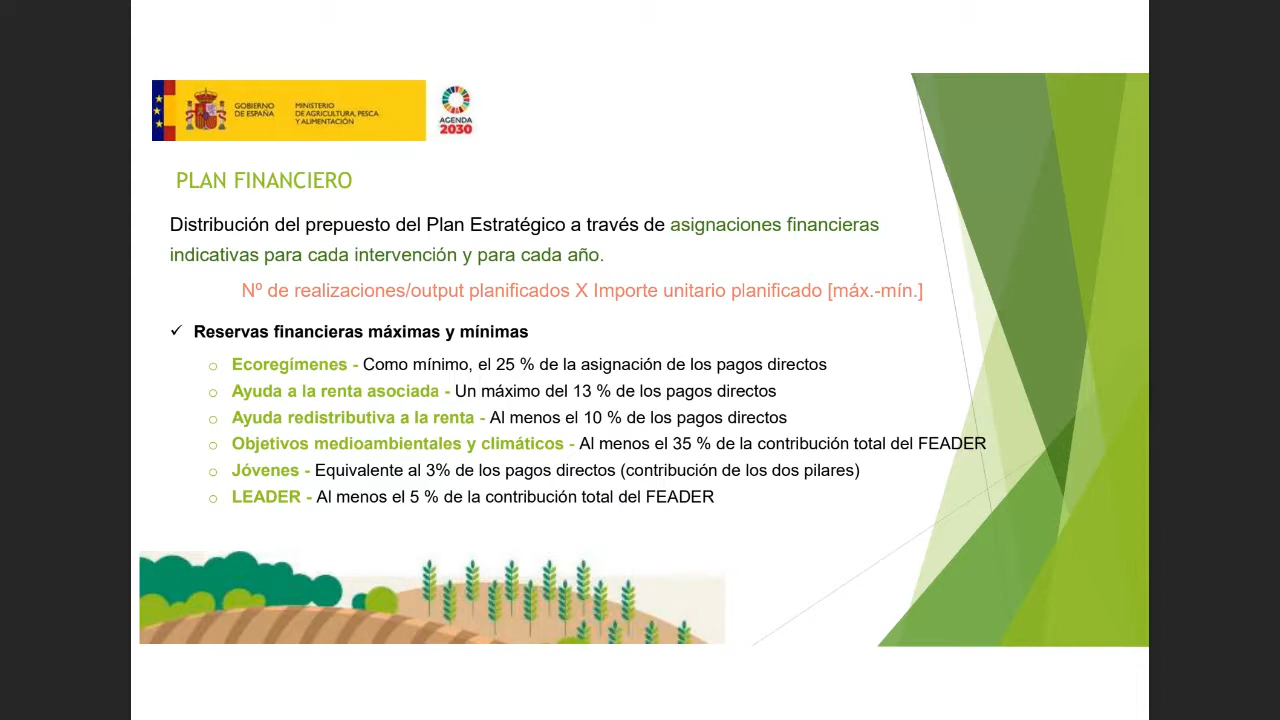 GOBIERNO
DE ESPAÑA
MINISTERIO
DE AGRICULTURA, PESCA
Y ALIMENTACIÓN
AGENDA
2030
PLAN FINANCIERO
Distribución del prepuesto del Plan Estratégico a través de asignaciones financieras
indicativas para cada intervención y para cada año.
Nº de realizaciones/output planificados X Importe unitario planificado [máx.-mín.]
✓ Reservas financieras máximas y mínimas
o Ecoregímenes - Como mínimo, el 25 % de la asignación de los pagos directos
o Ayuda a la renta asociada - Un máximo del 13 % de los pagos directos
o Ayuda redistributiva a la renta - Al menos el 10 % de los pagos directos
o Objetivos medioambientales y climáticos - Al menos el 35 % de la contribución total del FEADER
o Jóvenes - Equivalente al 3% de los pagos directos (contribución de los dos pilares)
o LEADER - Al menos el 5 % de la contribución total del FEADER